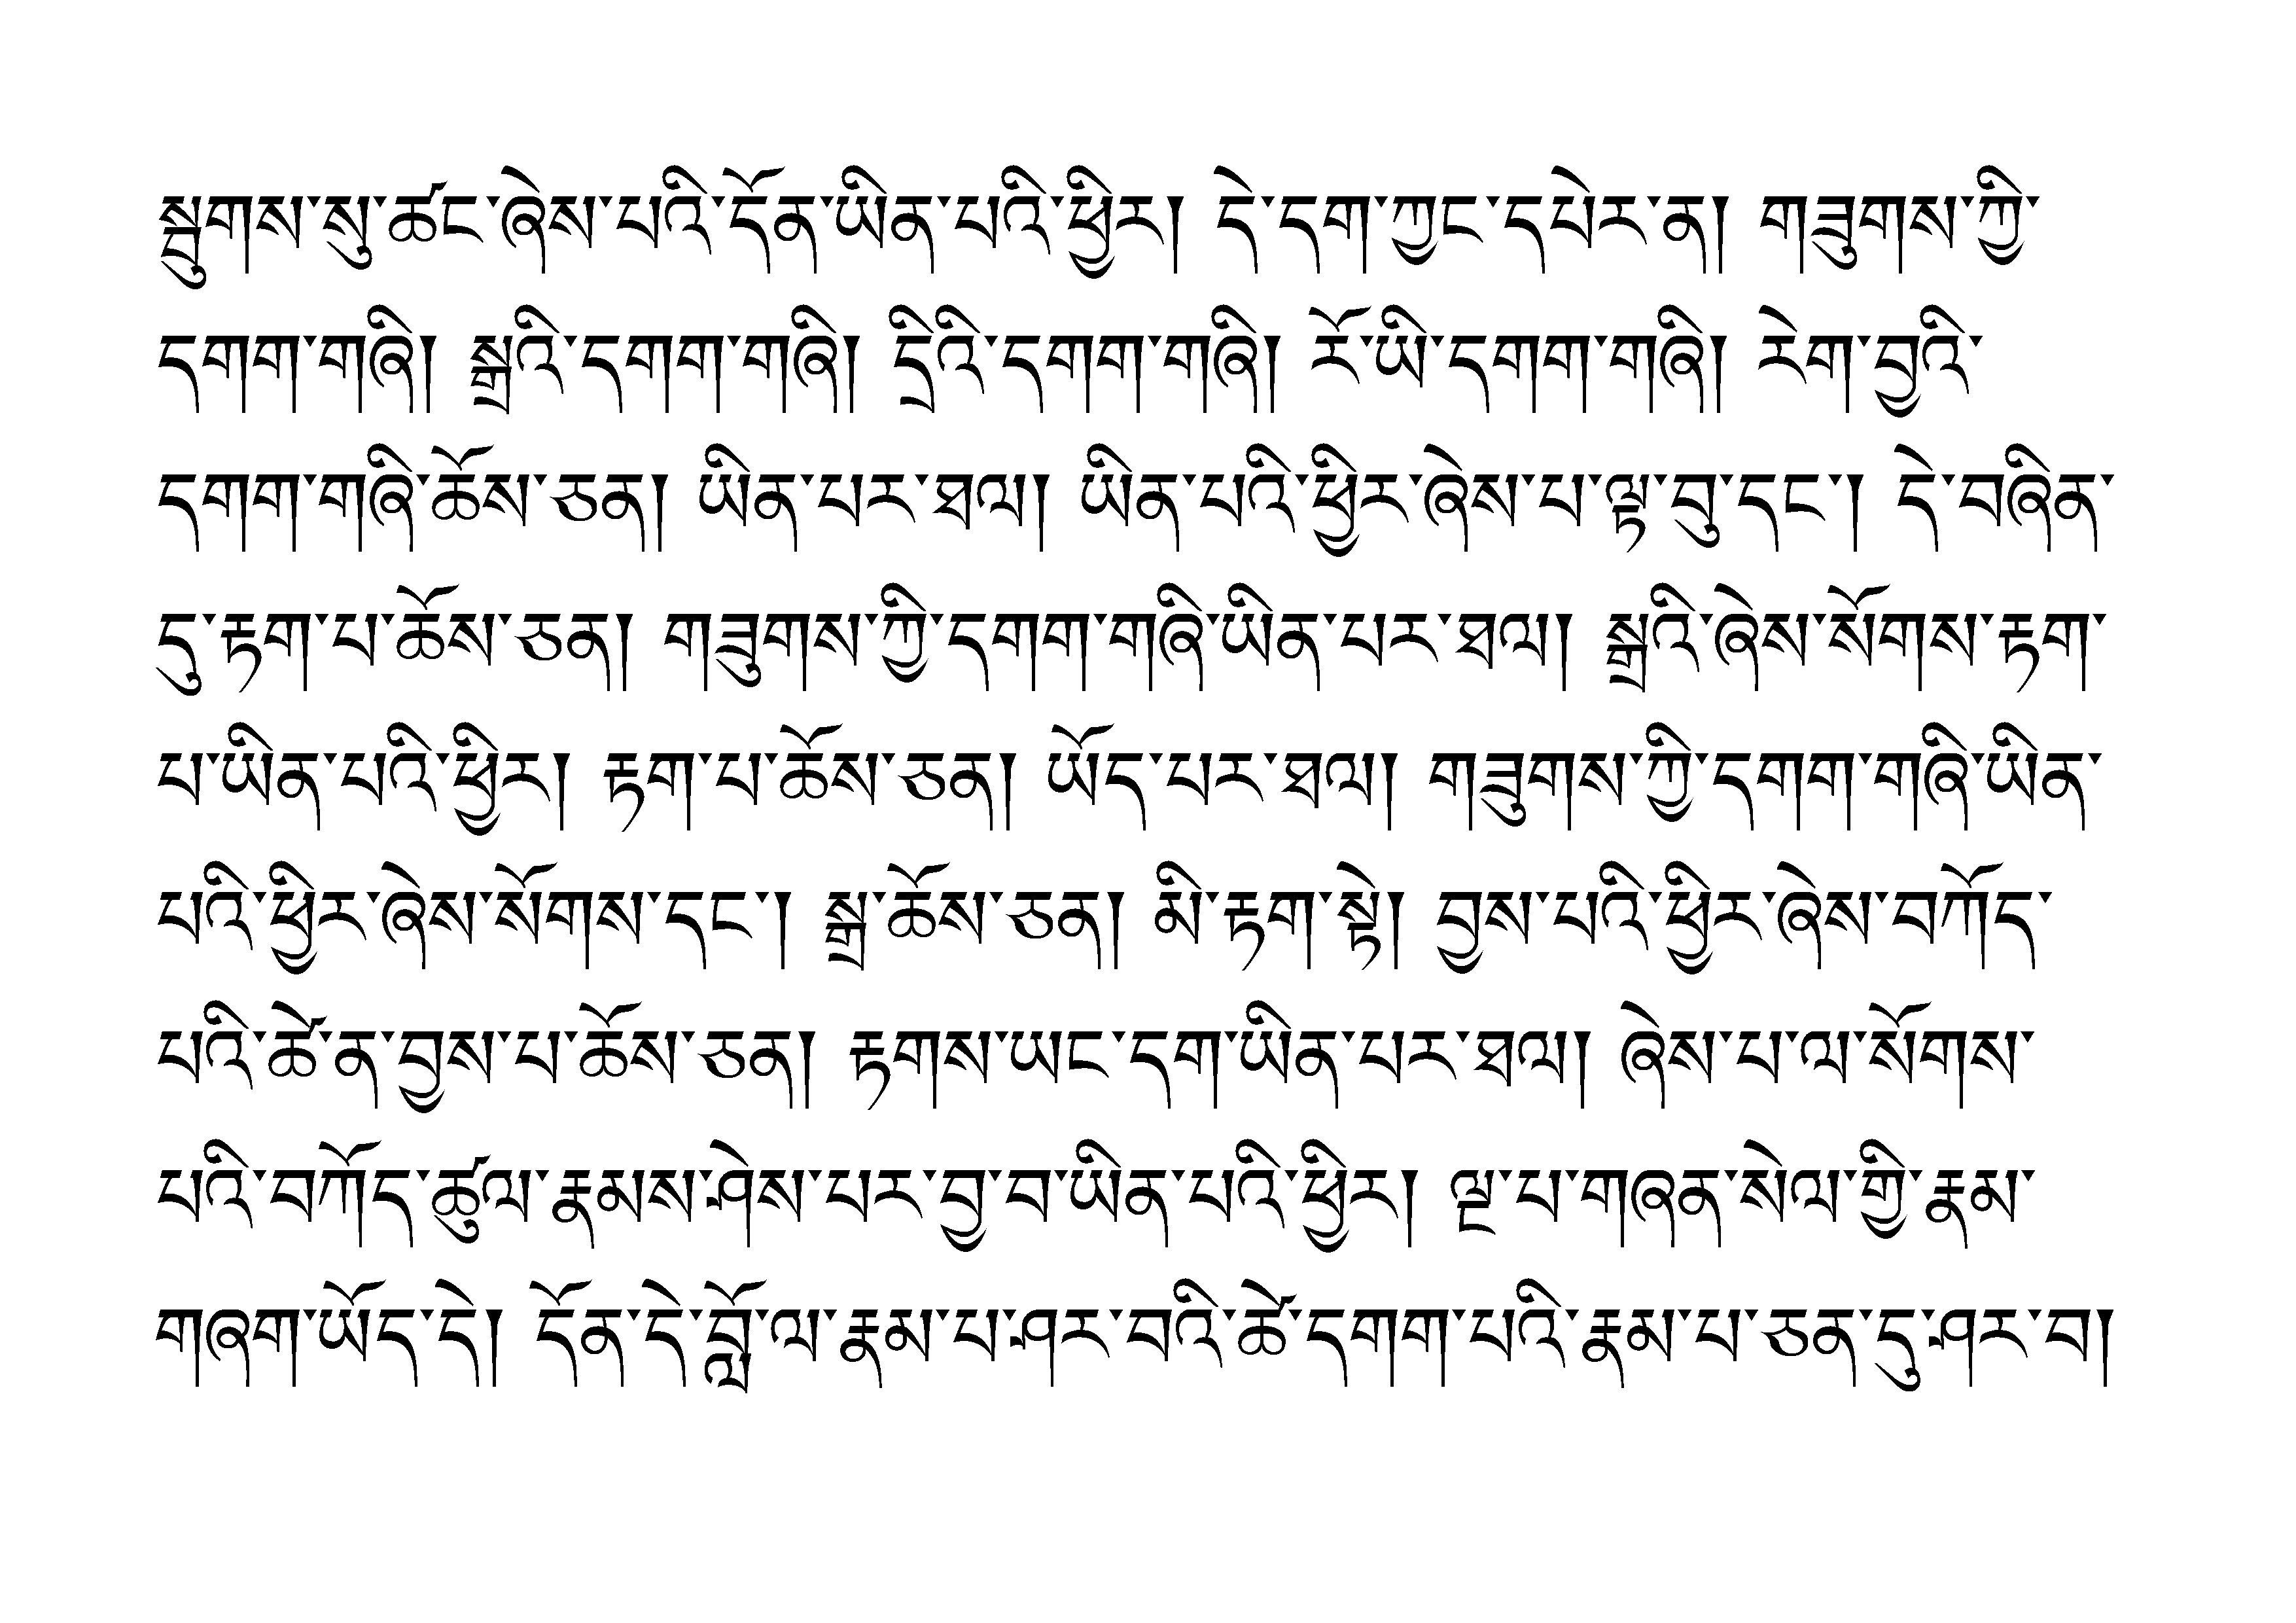 སྡུགས་སུ་ཚང་ཞེས་པའི་དོན་ཡིན་པའི་ཕྱིར། དེ་དག་ཀྱང་དཔེར་ན། གཟུགས་ཀྱི་
དགག་གཞི། སྒྲའི་དགག་གཞི། དྲིའི་དགག་གཞི། རོ་ཡི་དགག་གཞི། རེག་བྱའི་
དགག་གཞི་ཆོས་ཅན། ཡིན་པར་ཐལ། ཡིན་པའི་ཕྱིར་ཞེས་པ་ལྟ་བུ་དང་། དེ་བཞིན་
དུ་རྟག་པ་ཆོས་ཅན། གཟུགས་ཀྱི་དགག་གཞི་ཡིན་པར་ཐལ། སྒྲའི་ཞེས་སོགས་རྟག་
པ་ཡིན་པའི་ཕྱིར། རྟག་པ་ཆོས་ཅན། ཡོད་པར་ཐལ། གཟུགས་ཀྱི་དགག་གཞི་ཡིན་
པའི་ཕྱིར་ཞེས་སོགས་དང་། སྒྲ་ཆོས་ཅན། མི་རྟག་སྟེ། བྱས་པའི་ཕྱིར་ཞེས་བཀོད་
པའི་ཚེ་ན་བྱས་པ་ཆོས་ཅན། རྟགས་ཡང་དག་ཡིན་པར་ཐལ། ཞེས་པ་ལ་སོགས་
པའི་བཀོད་ཚུལ་རྣམས་ཤེས་པར་བྱ་བ་ཡིན་པའི་ཕྱིར། ལྔ་པ་གཞན་སེལ་གྱི་རྣམ་
གཞག་ཡོད་དེ། དོན་དེ་བློ་ལ་རྣམ་པ་ཤར་བའི་ཚེ་དགག་པའི་རྣམ་པ་ཅན་དུ་ཤར་བ།